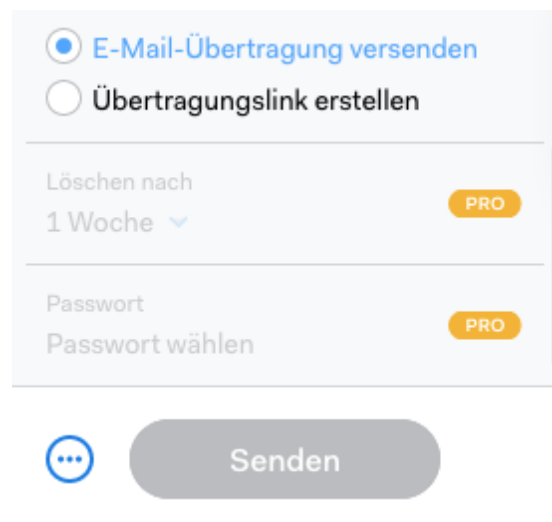 E-Mail-Übertragung versenden
Übertragungslink erstellen
Löschen nach
1 Woche
PRO
Passwort
Passwort wählen
PRO
Senden